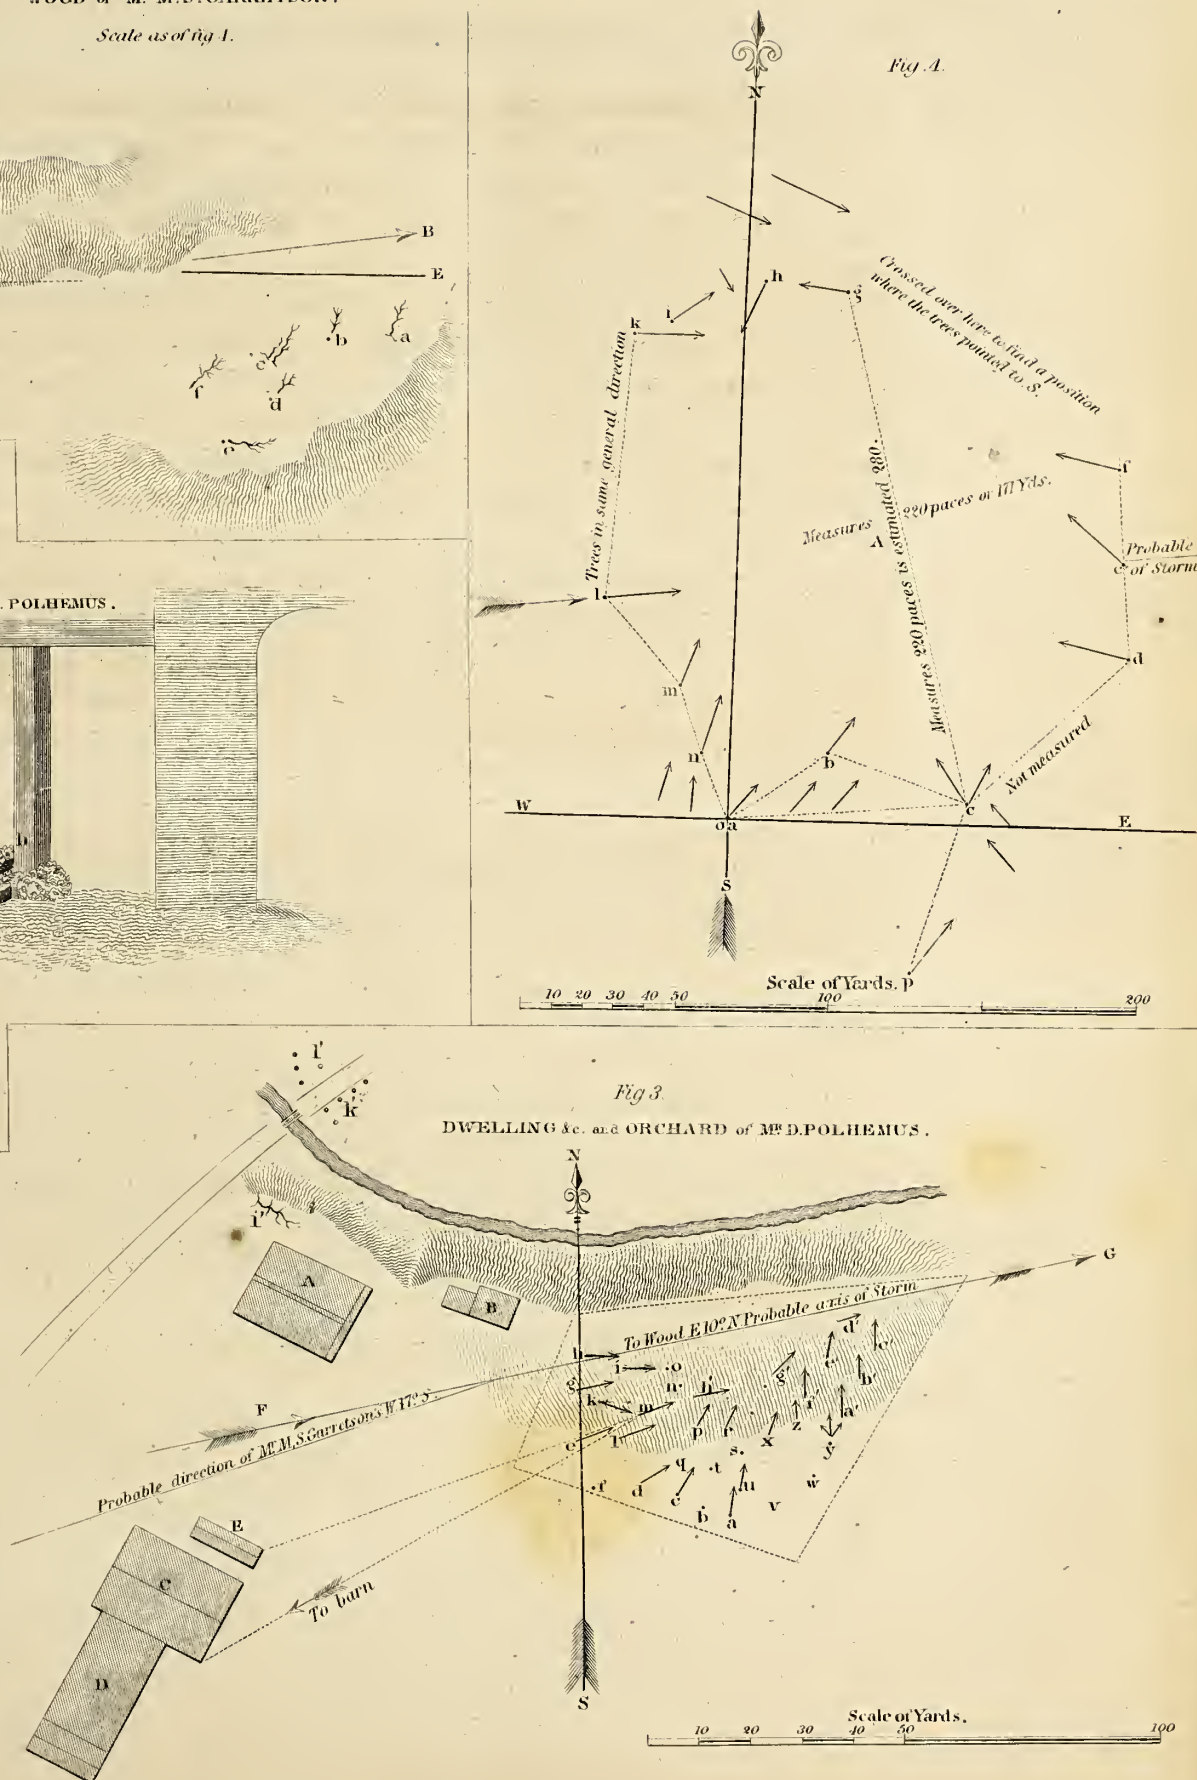 WOOD of M. M. S. GARRETSON.
Scale as of fig 1.
B
E
a
b
c
d
e
f
POLHEMUS.
b
Fig. 4.
N
h
g
i
k
Crossed over here to find a position
where the trees pointed to S.
Trees in same general direction
Measures 220 paces or 171 Yds.
A
Measures 220 paces is estimated 280.
f
Probable
e of Storm
d
l
m
n
b
Not measured
c
W
o a
E
S
p
Scale of Yards.
10 20 30 40 50 100 200
l'
k'
Fig 3.
DWELLING &c. and ORCHARD of Mr. D. POLHEMUS.
N
i'
A
B
G
To Wood E 10° N Probable axis of Storm
d'
c'
e'
b'
h
i
o
g
n
h'
g'
f'
k
m
a'
F
p
r
x
z
y
e
l
s
Probable direction of Mr. M. S. Garretson's W 17° S.
q
t
f
d
c
u
w
b
a
v
E
C
To barn
D
S
Scale of Yards.
10 20 30 40 50 100